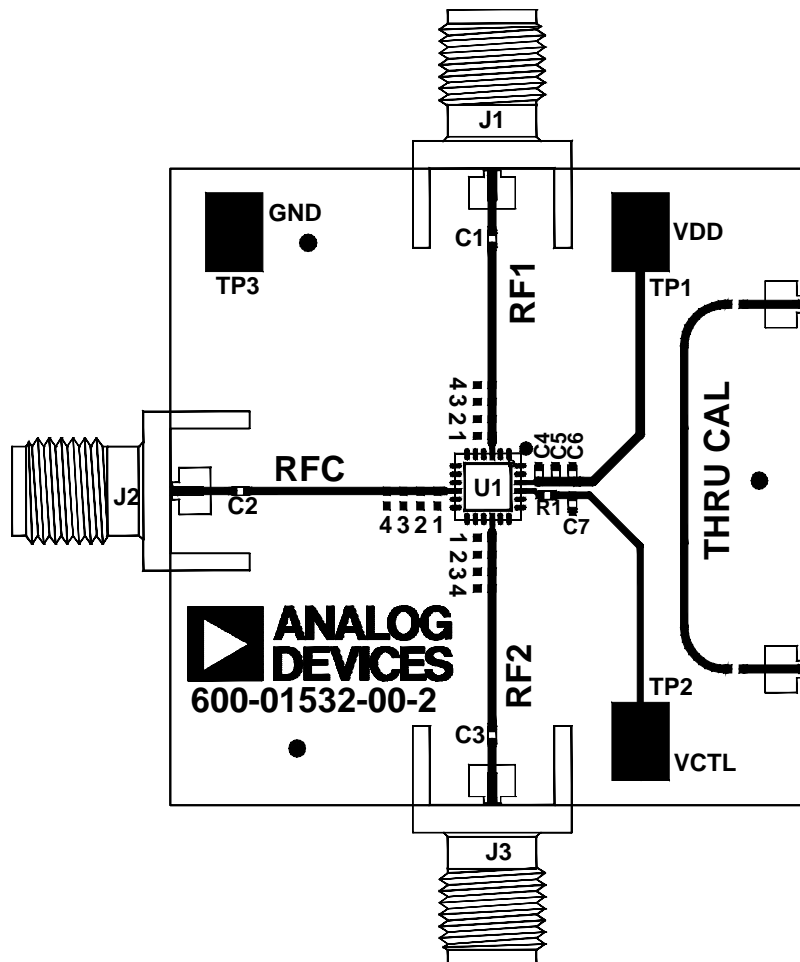 J1
GND
VDD
C1
TP3
RF1
TP1
4
3
2
1
THRU CAL
C4
C5
C6
RFC
U1
J2
C2
4 3 2 1
R1
C7
1
2
3
4
ANALOG
DEVICES
600-01532-00-2
RF2
TP2
C3
VCTL
J3